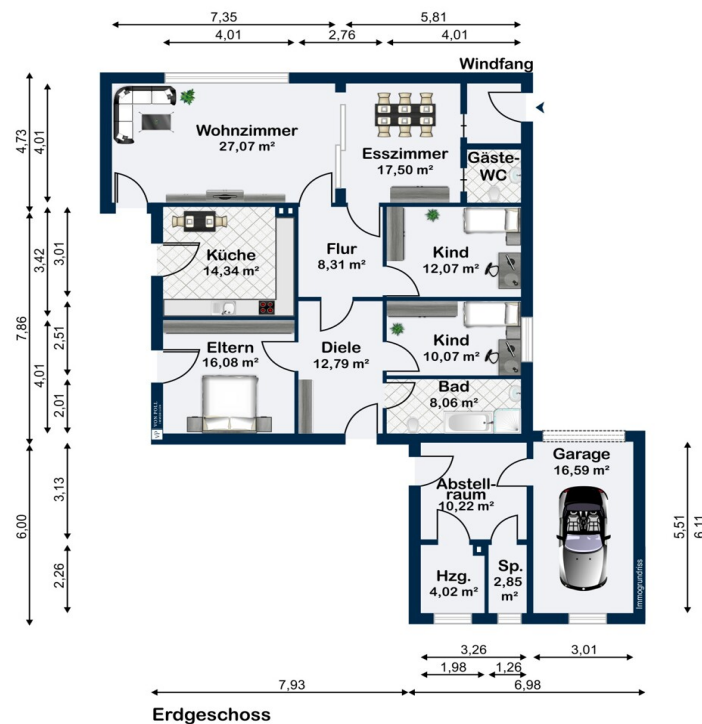 7,35 5,81
4,01 2,76 4,01
Windfang
4,73
4,01
Wohnzimmer
27,07 m²
Esszimmer
17,50 m²
Gäste-
WC
7,86
3,42
3,01
Küche
14,34 m²
Flur
8,31 m²
Kind
12,07 m²
4,01
2,51
2,01
Eltern
16,08 m²
Diele
12,79 m²
Kind
10,07 m²
Bad
8,06 m²
VP VON POLL
6,00
3,13
2,26
Abstell-
raum
10,22 m²
Garage
16,59 m²
Hzg.
4,02 m²
Sp.
2,85
m²
Immogrundriss
5,51
6,11
3,26 3,01
1,98 1,26
7,93 6,98
Erdgeschoss